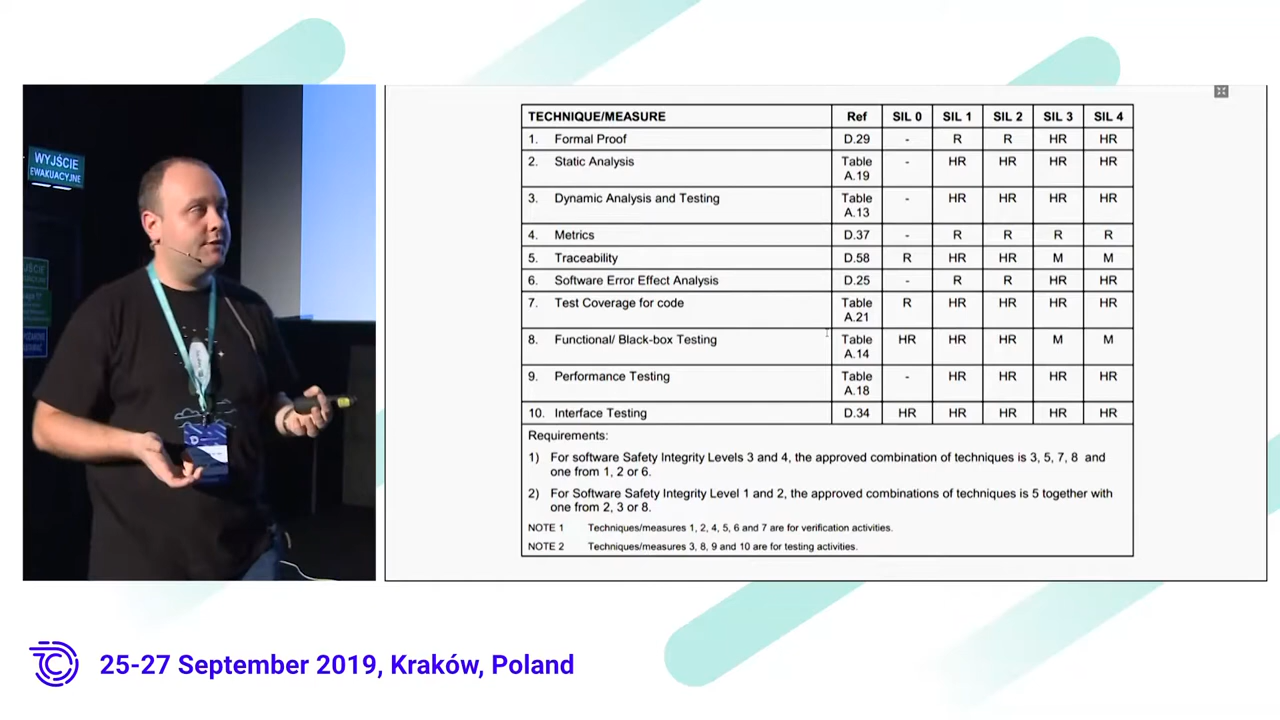 WYJŚCIE
EWAKUACYJNE
TECHNIQUE/MEASURE Ref SIL 0 SIL 1 SIL 2 SIL 3 SIL 4
1. Formal Proof D.29 - R R HR HR
2. Static Analysis Table A.19 - HR HR HR HR
3. Dynamic Analysis and Testing Table A.13 - HR HR HR HR
4. Metrics D.37 - R R R R
5. Traceability D.58 R HR HR M M
6. Software Error Effect Analysis D.25 - R R HR HR
7. Test Coverage for code Table A.21 R HR HR HR HR
8. Functional/ Black-box Testing Table A.14 HR HR HR M M
9. Performance Testing Table A.18 - HR HR HR HR
10. Interface Testing D.34 HR HR HR HR HR
Requirements:
1) For software Safety Integrity Levels 3 and 4, the approved combination of techniques is 3, 5, 7, 8 and
one from 1, 2 or 6.
2) For Software Safety Integrity Level 1 and 2, the approved combinations of techniques is 5 together with
one from 2, 3 or 8.
NOTE 1 Techniques/measures 1, 2, 4, 5, 6 and 7 are for verification activities.
NOTE 2 Techniques/measures 3, 8, 9 and 10 are for testing activities.
25-27 September 2019, Kraków, Poland